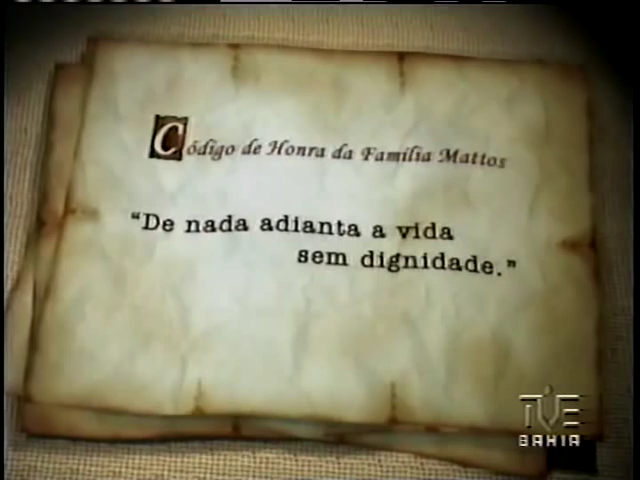 Código de Honra da Família Mattos
“De nada adianta a vida
sem dignidade.”
TVE
BAHIA